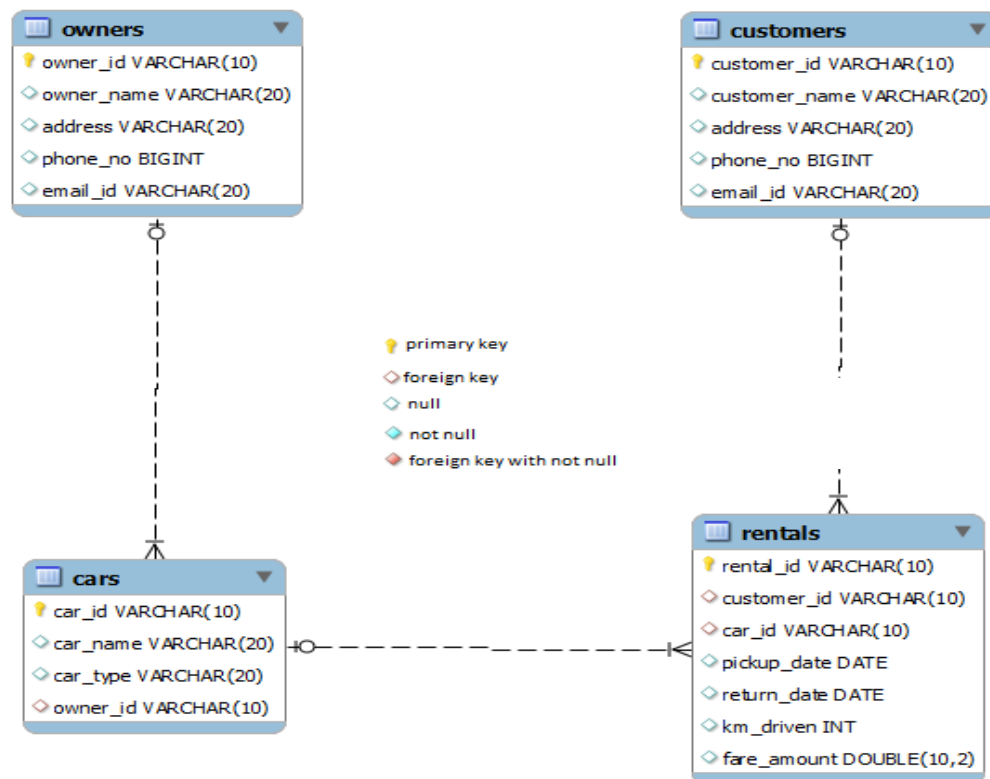 owners
owner_id VARCHAR(10)
owner_name VARCHAR(20)
address VARCHAR(20)
phone_no BIGINT
email_id VARCHAR(20)
customers
customer_id VARCHAR(10)
customer_name VARCHAR(20)
address VARCHAR(20)
phone_no BIGINT
email_id VARCHAR(20)
primary key
foreign key
null
not null
foreign key with not null
cars
car_id VARCHAR(10)
car_name VARCHAR(20)
car_type VARCHAR(20)
owner_id VARCHAR(10)
rentals
rental_id VARCHAR(10)
customer_id VARCHAR(10)
car_id VARCHAR(10)
pickup_date DATE
return_date DATE
km_driven INT
fare_amount DOUBLE(10,2)